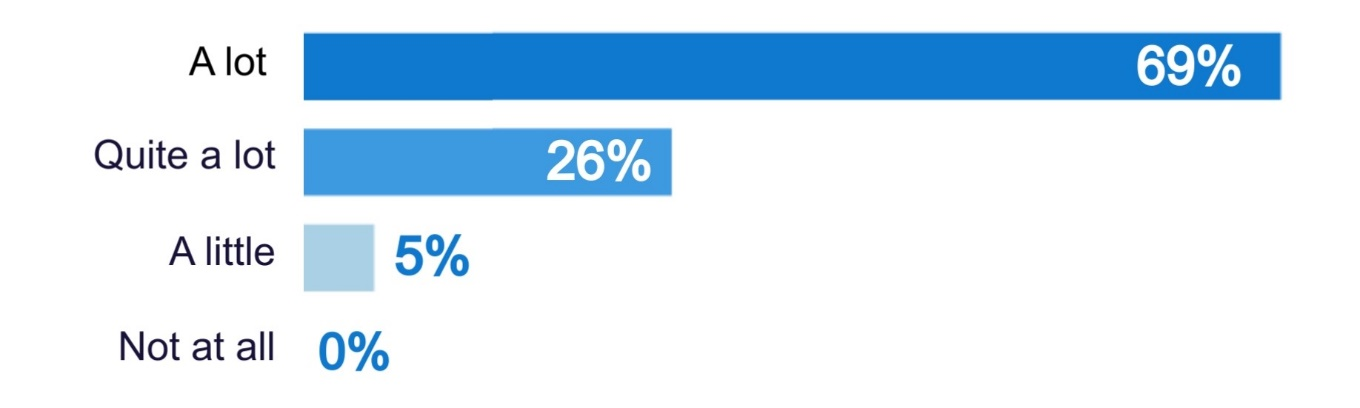 A lot 69%
Quite a lot 26%
A little 5%
Not at all 0%